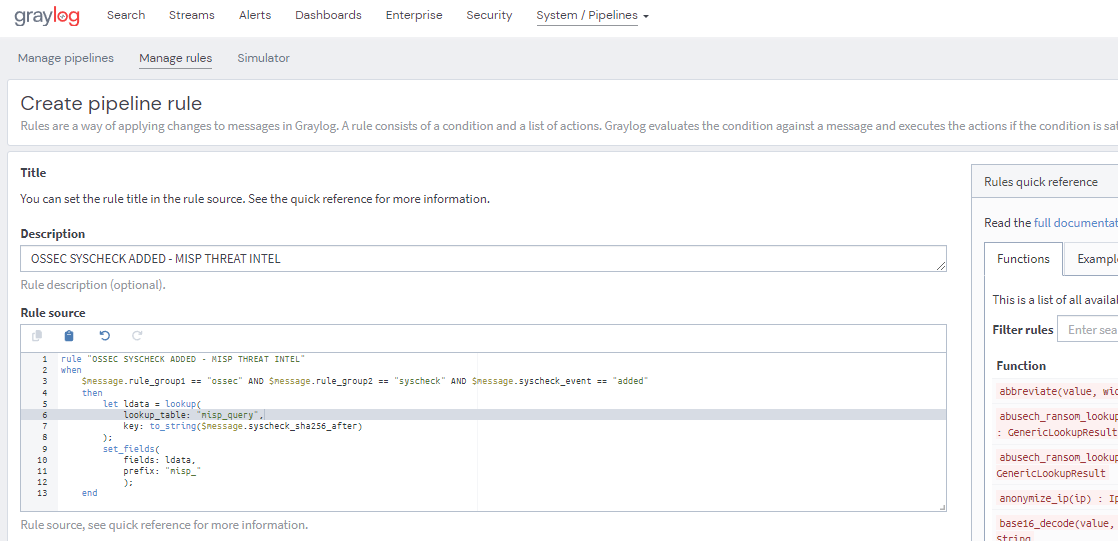 graylog Search Streams Alerts Dashboards Enterprise Security System / Pipelines
Manage pipelines Manage rules Simulator
Create pipeline rule
Rules are a way of applying changes to messages in Graylog. A rule consists of a condition and a list of actions. Graylog evaluates the condition against a message and executes the actions if the condition is sat
Title
You can set the rule title in the rule source. See the quick reference for more information.
Description
OSSEC SYSCHECK ADDED - MISP THREAT INTEL
Rule description (optional).
Rule source
1 rule "OSSEC SYSCHECK ADDED - MISP THREAT INTEL"
2 when
3 $message.rule_group1 == "ossec" AND $message.rule_group2 == "syscheck" AND $message.syscheck_event == "added"
4 then
5 let ldata = lookup(
6 lookup_table: "misp_query",
7 key: to_string($message.syscheck_sha256_after)
8 );
9 set_fields(
10 fields: ldata,
11 prefix: "misp_"
12 );
13 end
Rule source, see quick reference for more information.
Rules quick reference
Read the full documentat
Functions Example
This is a list of all availa
Filter rules Enter sea
Function
abbreviate(value, wid
abusech_ransom_lookup
: GenericLookupResult
abusech_ransom_lookup
GenericLookupResult
anonymize_ip(ip) : Ip
base16_decode(value,
String